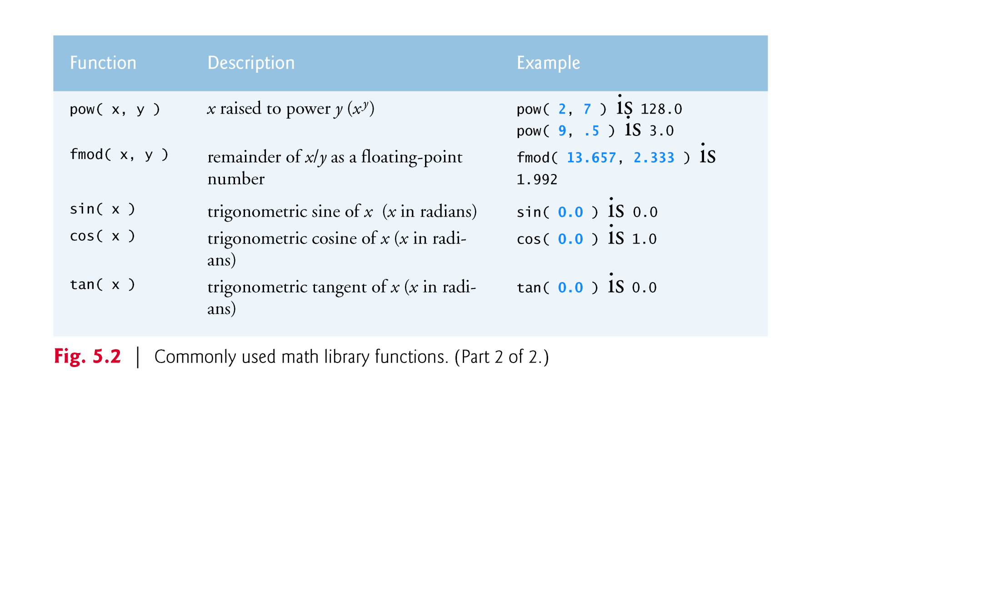 Function Description Example
pow( x, y ) x raised to power y (xʸ) pow( 2, 7 ) is 128.0
pow( 9, .5 ) is 3.0
fmod( x, y ) remainder of x/y as a floating-point fmod( 13.657, 2.333 ) is
number 1.992
sin( x ) trigonometric sine of x (x in radians) sin( 0.0 ) is 0.0
cos( x ) trigonometric cosine of x (x in radi- cos( 0.0 ) is 1.0
ans)
tan( x ) trigonometric tangent of x (x in radi- tan( 0.0 ) is 0.0
ans)
Fig. 5.2 | Commonly used math library functions. (Part 2 of 2.)